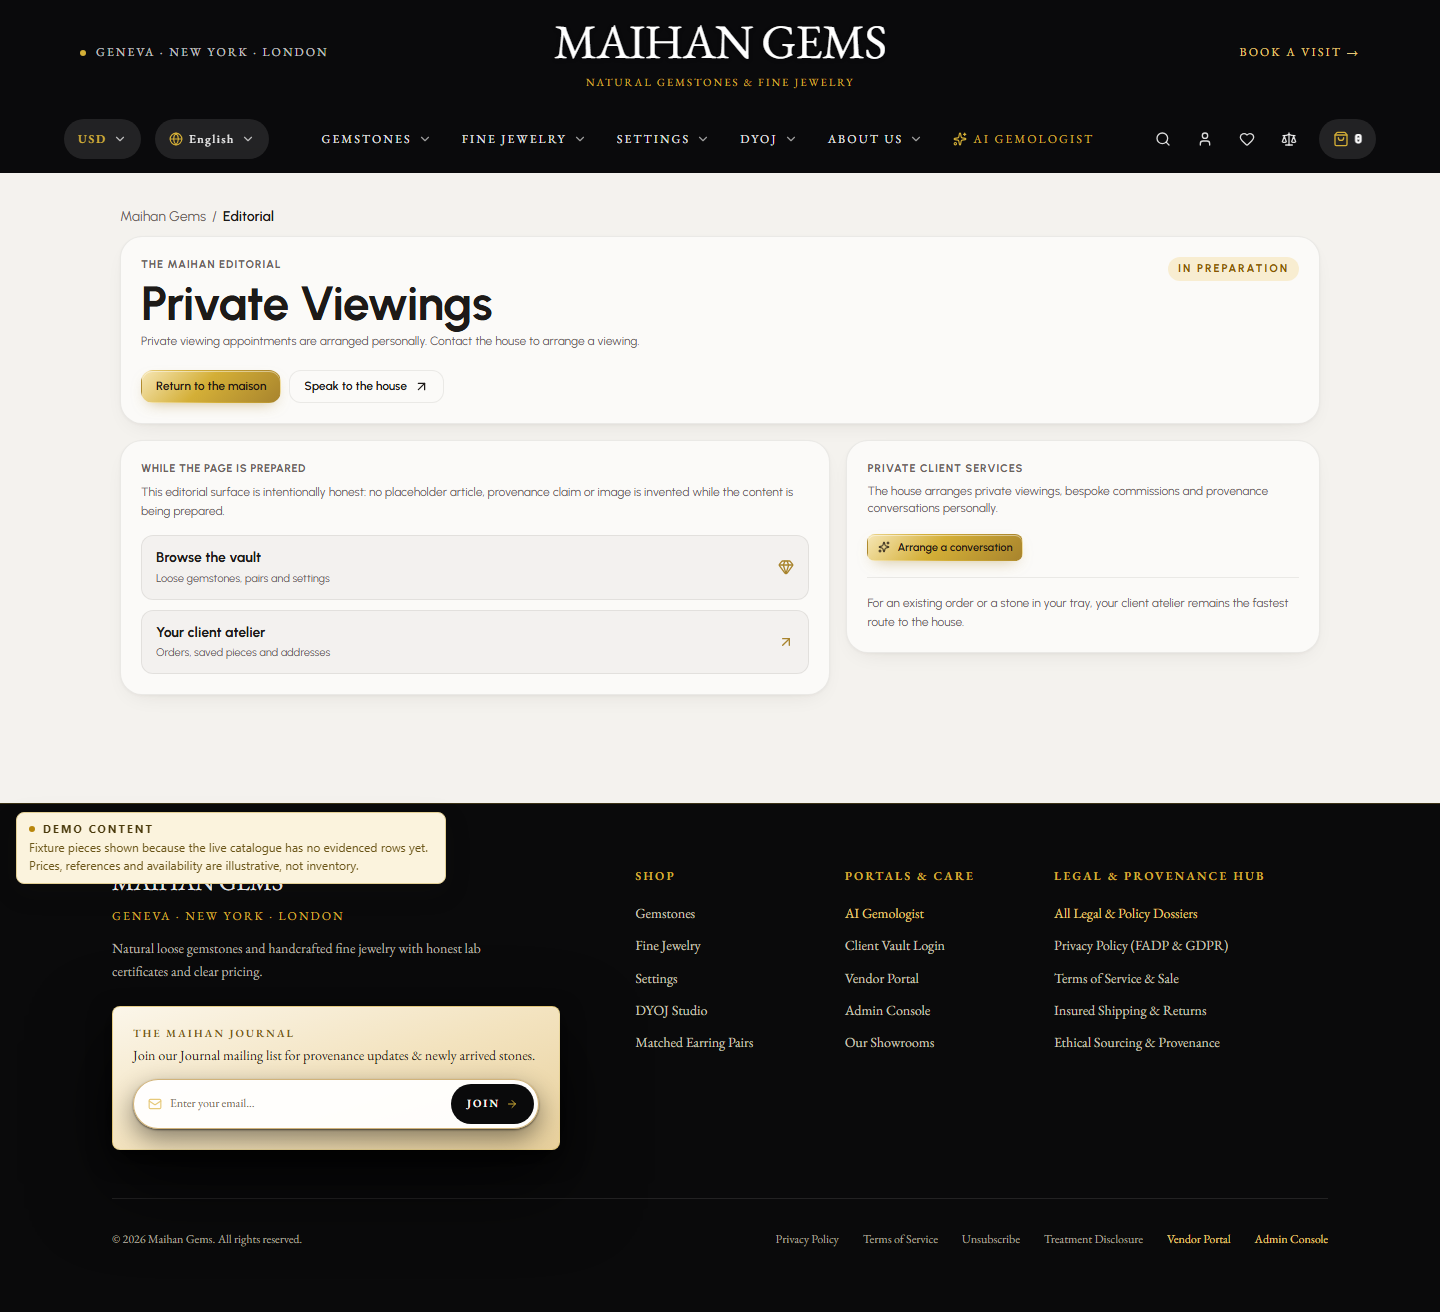 GENEVA · NEW YORK · LONDON
MAIHAN GEMS
NATURAL GEMSTONES & FINE JEWELRY
BOOK A VISIT →
USD
English
GEMSTONES
FINE JEWELRY
SETTINGS
DYOJ
ABOUT US
AI GEMOLOGIST
0
Maihan Gems / Editorial
THE MAIHAN EDITORIAL
IN PREPARATION
Private Viewings
Private viewing appointments are arranged personally. Contact the house to arrange a viewing.
Return to the maison
Speak to the house
WHILE THE PAGE IS PREPARED
This editorial surface is intentionally honest: no placeholder article, provenance claim or image is invented while the content is
being prepared.
Browse the vault
Loose gemstones, pairs and settings
Your client atelier
Orders, saved pieces and addresses
PRIVATE CLIENT SERVICES
The house arranges private viewings, bespoke commissions and provenance
conversations personally.
Arrange a conversation
For an existing order or a stone in your tray, your client atelier remains the fastest
route to the house.
DEMO CONTENT
Fixture pieces shown because the live catalogue has no evidenced rows yet.
Prices, references and availability are illustrative, not inventory.
MAIHAN GEMS
GENEVA · NEW YORK · LONDON
Natural loose gemstones and handcrafted fine jewelry with honest lab
certificates and clear pricing.
THE MAIHAN JOURNAL
Join our Journal mailing list for provenance updates & newly arrived stones.
Enter your email...
JOIN →
SHOP
Gemstones
Fine Jewelry
Settings
DYOJ Studio
Matched Earring Pairs
PORTALS & CARE
AI Gemologist
Client Vault Login
Vendor Portal
Admin Console
Our Showrooms
LEGAL & PROVENANCE HUB
All Legal & Policy Dossiers
Privacy Policy (FADP & GDPR)
Terms of Service & Sale
Insured Shipping & Returns
Ethical Sourcing & Provenance
© 2026 Maihan Gems. All rights reserved.
Privacy Policy
Terms of Service
Unsubscribe
Treatment Disclosure
Vendor Portal
Admin Console